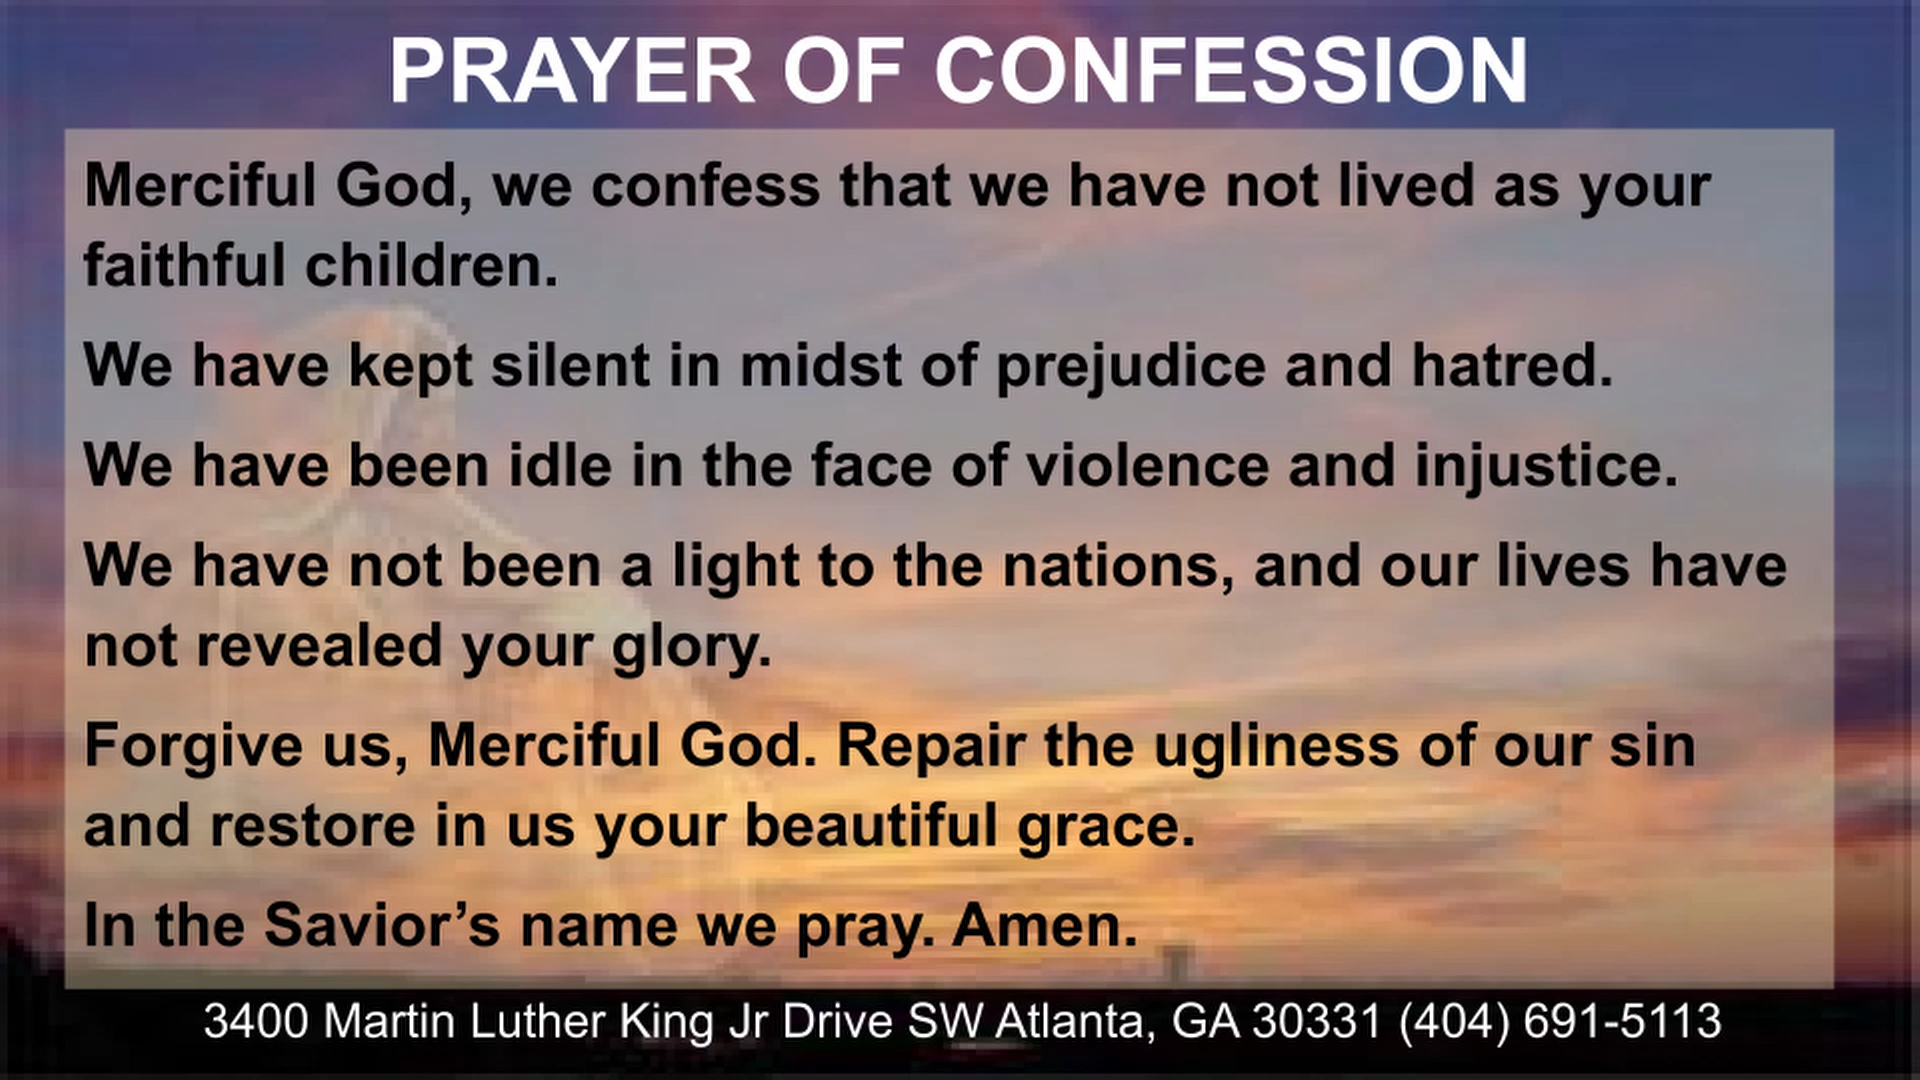 PRAYER OF CONFESSION
Merciful God, we confess that we have not lived as your
faithful children.
We have kept silent in midst of prejudice and hatred.
We have been idle in the face of violence and injustice.
We have not been a light to the nations, and our lives have
not revealed your glory.
Forgive us, Merciful God. Repair the ugliness of our sin
and restore in us your beautiful grace.
In the Savior’s name we pray. Amen.
3400 Martin Luther King Jr Drive SW Atlanta, GA 30331 (404) 691-5113